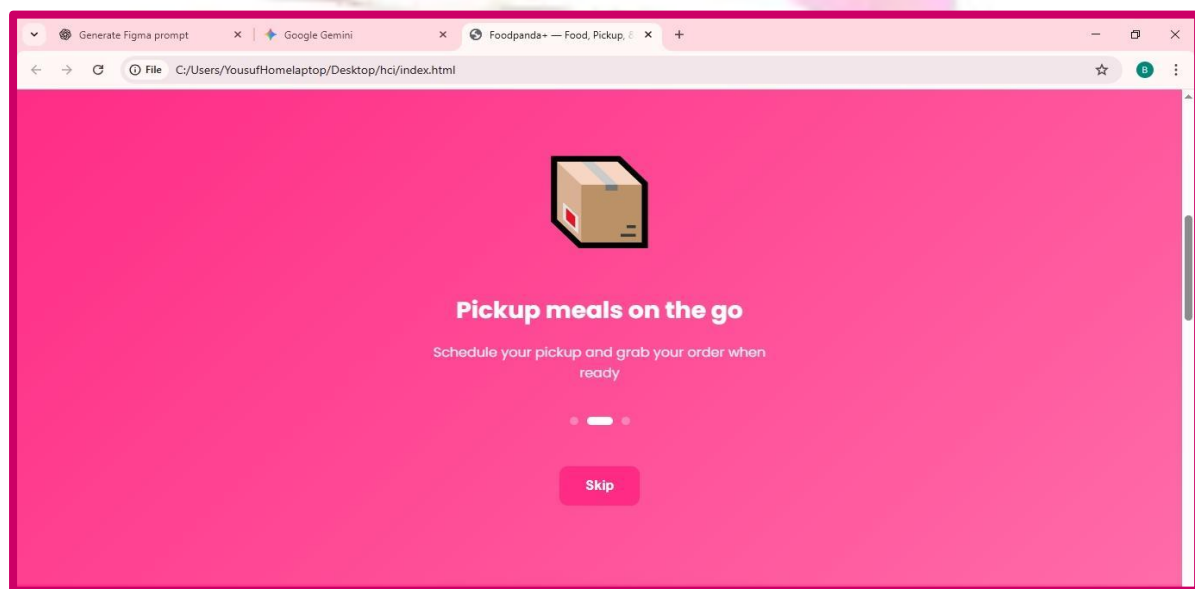 Generate Figma prompt
Google Gemini
Foodpanda+ — Food, Pickup, &
File C:/Users/YousufHomelaptop/Desktop/hci/index.html
B
Pickup meals on the go
Schedule your pickup and grab your order when
ready
Skip